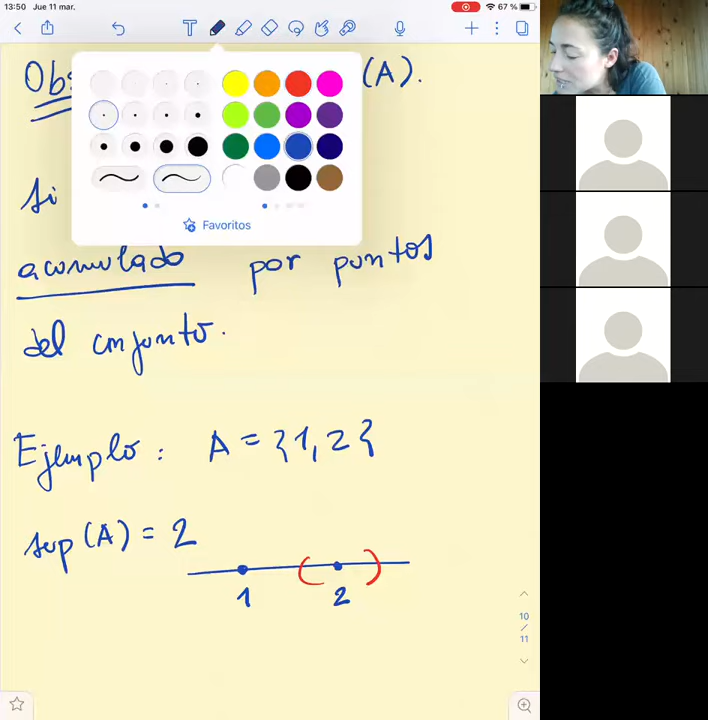 13:50 Jue 11 mar.
67 %
Obs
(A).
Si
acumulado por puntos
del conjunto.
Favoritos
Ejemplo: A = {1, 2}
sup (A) = 2
1 2
10
/
11